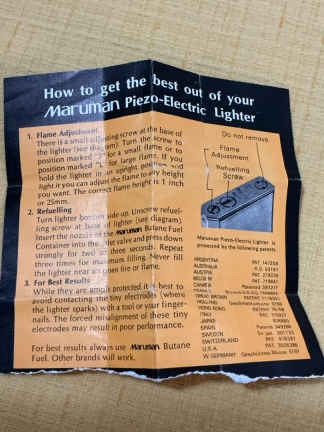 How to get the best out of your
Maruman Piezo-Electric Lighter
1. Flame Adjustment
There is a small adjusting screw at the base of
the lighter (see diagram). Turn the screw to
position marked "S" for a small flame or to
position marked "L" for large flame. If you
hold the lighter in an upright position and
light it you can adjust the flame to any height
you want. The correct flame height is 1 inch
or 25mm.
2. Refuelling
Turn lighter bottom side up. Unscrew refuel-
ling screw at base of lighter (see diagram).
Insert the nozzle of the maruman Butane Fuel
Container into the inlet valve and press down
strongly for two or three seconds. Repeat
three times for maximum filling. Never fill
the lighter near an open fire or flame.
3. For Best Results
While they are amply protected it is best to
avoid contacting the tiny electrodes (where
the lighter sparks) with a tool or your finger-
nails. The forced misalignment of these tiny
electrodes may result in poor performance.
For best results always use maruman Butane
Fuel. Other brands will work.
Do not remove.
Flame
Adjustment
Refuelling
Screw
Maruman Piezo-Electric Lighter is
protected by the following patents.
ARGENTINA
AUSTRALIA
AUSTRIA
BELGIUM
CANADA
FRANCE
GREAT BRITAIN
HOLLAND
HONG KONG
ITALY
JAPAN
SPAIN
SWEDEN
SWITZERLAND
U.S.A.
W. GERMANY